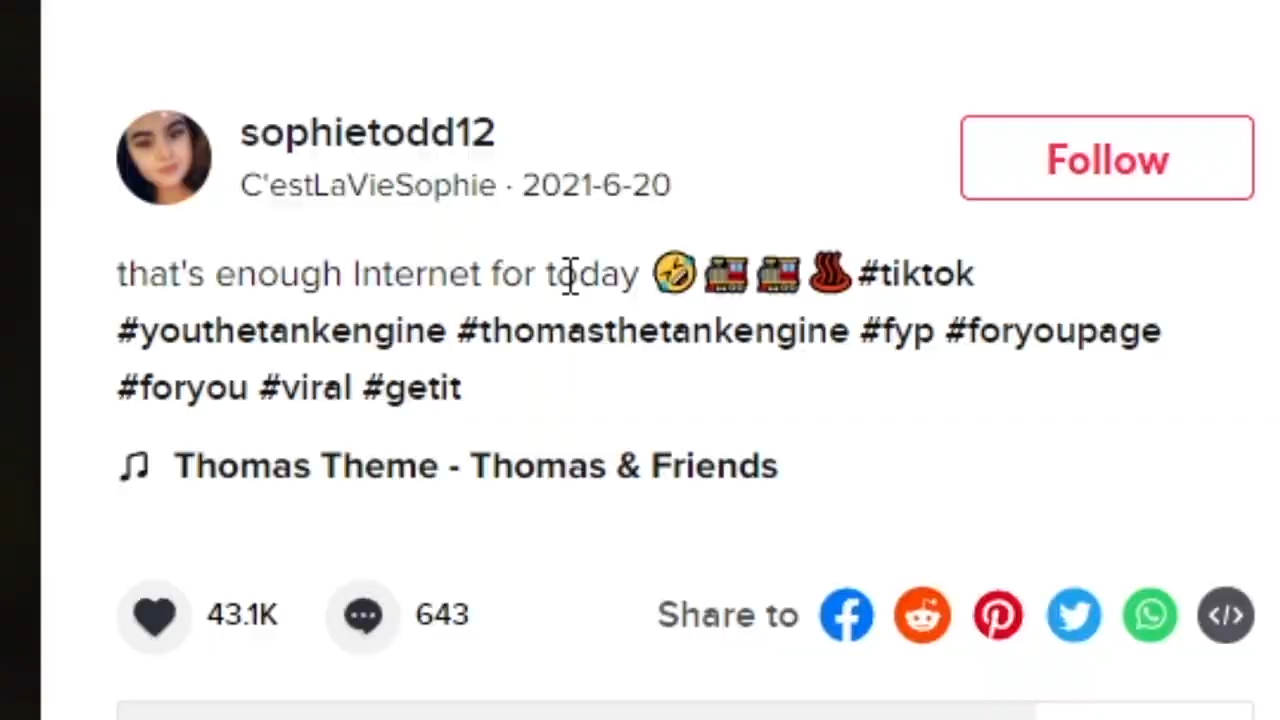 sophietodd12
C'estLaVieSophie · 2021-6-20
Follow
that's enough Internet for today 🤣🚂🚂♨️ #tiktok
#youthetankengine #thomasthetankengine #fyp #foryoupage
#foryou #viral #getit
Thomas Theme - Thomas & Friends
43.1K
643
Share to